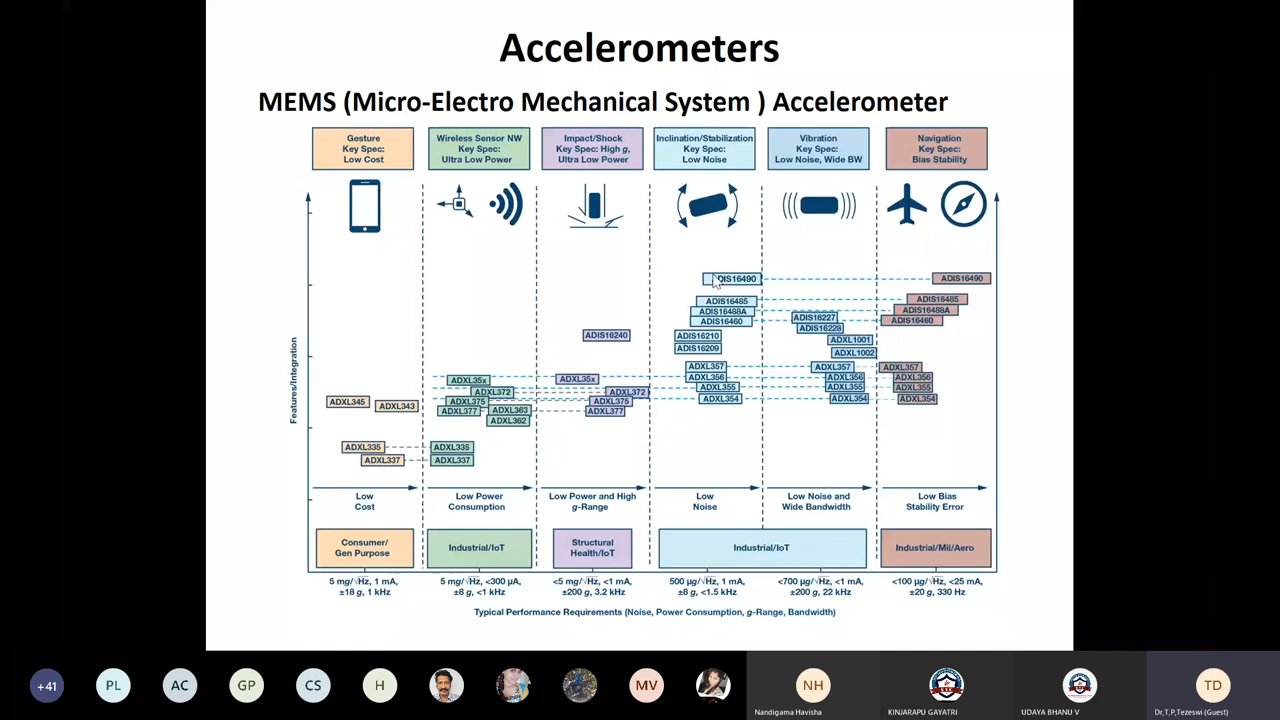 Accelerometers
MEMS (Micro-Electro Mechanical System ) Accelerometer
Gesture
Key Spec:
Low Cost
Wireless Sensor NW
Key Spec:
Ultra Low Power
Impact/Shock
Key Spec: High g,
Ultra Low Power
Inclination/Stabilization
Key Spec:
Low Noise
Vibration
Key Spec:
Low Noise, Wide BW
Navigation
Key Spec:
Bias Stability
Features/Integration
ADXL345
ADXL343
ADXL335
ADXL337
ADXL35x
ADXL372
ADXL375
ADXL377
ADXL363
ADXL362
ADXL335
ADXL337
ADIS16240
ADXL35x
ADXL372
ADXL375
ADXL377
ADIS16490
ADIS16485
ADIS16488A
ADIS16460
ADIS16210
ADIS16209
ADXL357
ADXL356
ADXL355
ADXL354
ADIS16227
ADIS16228
ADXL1001
ADXL1002
ADXL357
ADXL356
ADXL355
ADXL354
ADIS16490
ADIS16485
ADIS16488A
ADIS16460
ADXL357
ADXL356
ADXL355
ADXL354
Low
Cost
Low Power
Consumption
Low Power and High
g-Range
Low
Noise
Low Noise and
Wide Bandwidth
Low Bias
Stability Error
Consumer/
Gen Purpose
Industrial/IoT
Structural
Health/IoT
Industrial/IoT
Industrial/Mil/Aero
5 mg/√Hz, 1 mA,
±18 g, 1 kHz
5 mg/√Hz, <300 µA,
±8 g, <1 kHz
<5 mg/√Hz, <1 mA,
±200 g, 3.2 kHz
500 µg/√Hz, 1 mA,
±8 g, <1.5 kHz
<700 µg/√Hz, <1 mA,
±200 g, 22 kHz
<100 µg/√Hz, <25 mA,
±20 g, 330 Hz
Typical Performance Requirements (Noise, Power Consumption, g-Range, Bandwidth)
+41
PL
AC
GP
CS
H
MV
NH
Nandigama Havisha
KINJARAPU GAYATRI
UDAYA BHANU V
TD
Dr,T,P,Tezeswi (Guest)